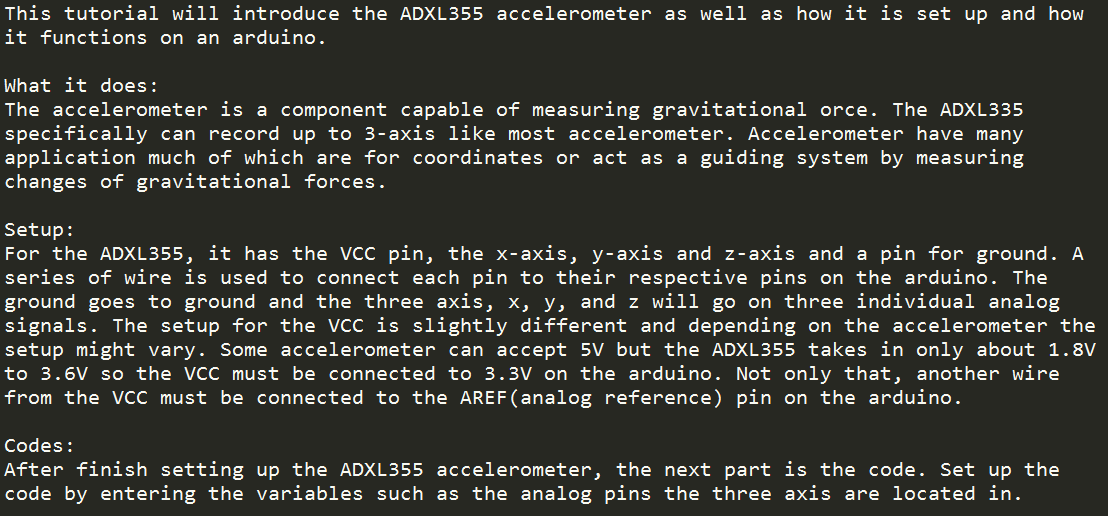 This tutorial will introduce the ADXL355 accelerometer as well as how it is set up and how
it functions on an arduino.

What it does:
The accelerometer is a component capable of measuring gravitational orce. The ADXL335
specifically can record up to 3-axis like most accelerometer. Accelerometer have many
application much of which are for coordinates or act as a guiding system by measuring
changes of gravitational forces.

Setup:
For the ADXL355, it has the VCC pin, the x-axis, y-axis and z-axis and a pin for ground. A
series of wire is used to connect each pin to their respective pins on the arduino. The
ground goes to ground and the three axis, x, y, and z will go on three individual analog
signals. The setup for the VCC is slightly different and depending on the accelerometer the
setup might vary. Some accelerometer can accept 5V but the ADXL355 takes in only about 1.8V
to 3.6V so the VCC must be connected to 3.3V on the arduino. Not only that, another wire
from the VCC must be connected to the AREF(analog reference) pin on the arduino.

Codes:
After finish setting up the ADXL355 accelerometer, the next part is the code. Set up the
code by entering the variables such as the analog pins the three axis are located in.